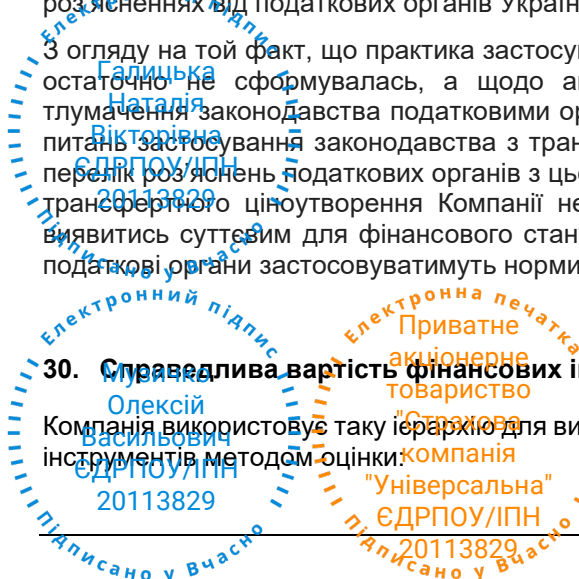 роз'ясненнях від податкових органів Україн
З огляду на той факт, що практика застосу
остаточно не сформувалась, а щодо
тлумачення законодавства податковими ор
питань застосування законодавства з тран
перелік роз'яснень податкових органів з ць
трансфертного ціноутворення Компанії не
виявитись суттєвим для фінансового стан
податкові органи застосовуватимуть норми
Електронний підпис
Галицька
Наталія
Вікторівна
ЄДРПОУ/ІПН
20113829
Підписано у Вчасно
30. Справедлива вартість фінансових і
Компанія використовує таку ієрархію для ви
інструментів методом оцінки:
Електронний підпис
Музичко
Олексій
Васильович
ЄДРПОУ/ІПН
20113829
Підписано у Вчасно
Електронна печатка
Приватне
акціонерне
товариство
"Страхова
компанія
"Універсальна"
ЄДРПОУ/ІПН
20113829
Підписано у Вчасно